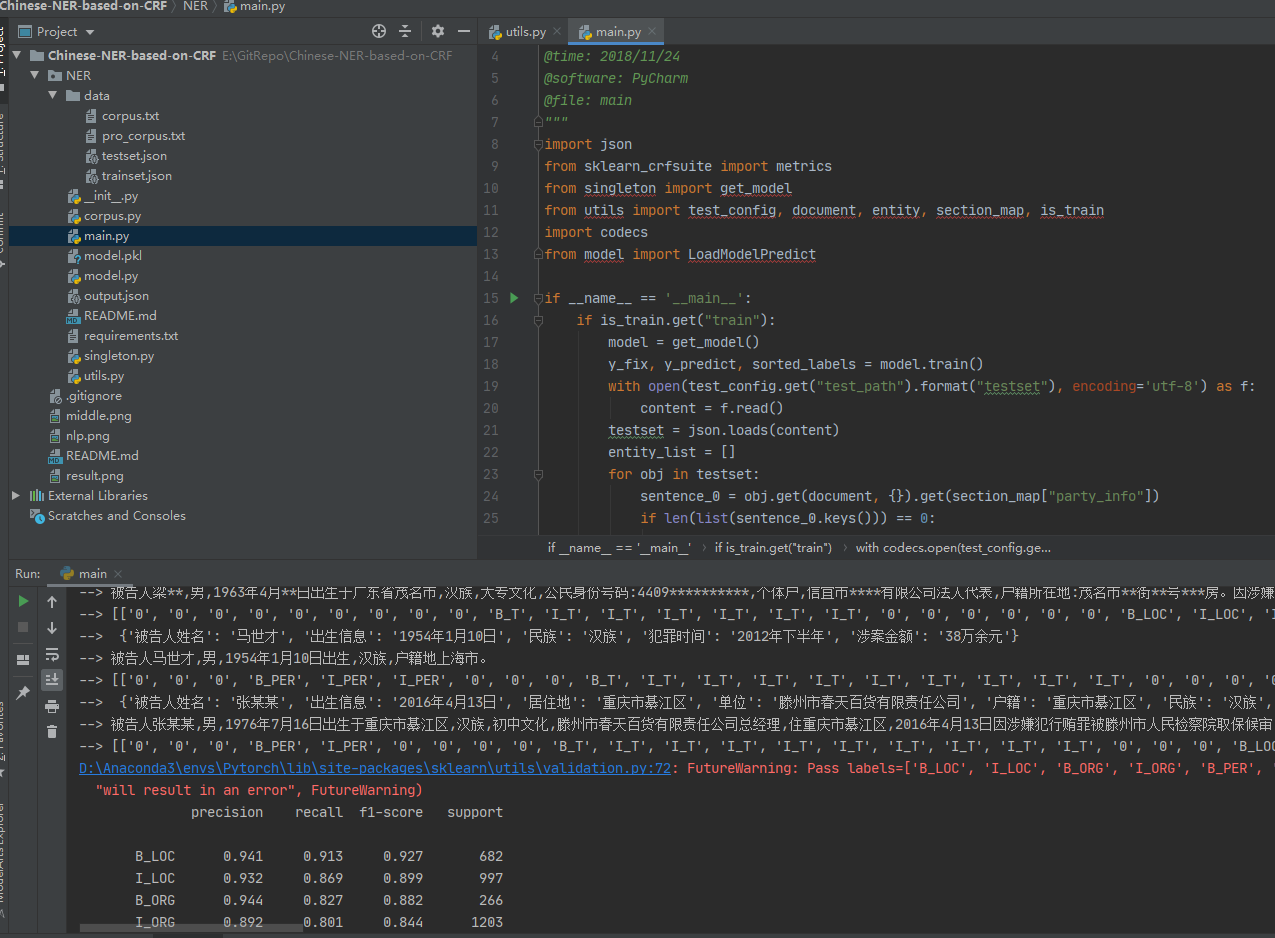 Chinese-NER-based-on-CRF 〉 NER 〉 main.py
Project
utils.py
main.py
Chinese-NER-based-on-CRF E:\GitRepo\Chinese-NER-based-on-CRF
NER
data
corpus.txt
pro_corpus.txt
testset.json
trainset.json
__init__.py
corpus.py
main.py
model.pkl
model.py
output.json
README.md
requirements.txt
singleton.py
utils.py
.gitignore
middle.png
nlp.png
README.md
result.png
External Libraries
Scratches and Consoles
4 @time: 2018/11/24
5 @software: PyCharm
6 @file: main
7 """
8 import json
9 from sklearn_crfsuite import metrics
10 from singleton import get_model
11 from utils import test_config, document, entity, section_map, is_train
12 import codecs
13 from model import LoadModelPredict
14
15 if __name__ == '__main__':
16 if is_train.get("train"):
17 model = get_model()
18 y_fix, y_predict, sorted_labels = model.train()
19 with open(test_config.get("test_path").format("testset"), encoding='utf-8') as f:
20 content = f.read()
21 testset = json.loads(content)
22 entity_list = []
23 for obj in testset:
24 sentence_0 = obj.get(document, {}).get(section_map["party_info"])
25 if len(list(sentence_0.keys())) == 0:
if __name__ == '__main__' 〉 if is_train.get("train") 〉 with codecs.open(test_config.ge...
Run: main
--> 被告人梁**,男,1963年4月**日出生于广东省茂名市,汉族,大专文化,公民身份号码:4409**********,个体户,信宜市****有限公司法人代表,户籍所在地:茂名市**街**号***房。因涉嫌
--> [['0', '0', '0', '0', '0', '0', '0', '0', '0', 'B_T', 'I_T', 'I_T', 'I_T', 'I_T', 'I_T', '0', '0', '0', '0', '0', '0', 'B_LOC', 'I_LOC', 'I
--> {'被告人姓名': '马世才', '出生信息': '1954年1月10日', '民族': '汉族', '犯罪时间': '2012年下半年', '涉案金额': '38万余元'}
--> 被告人马世才,男,1954年1月10日出生,汉族,户籍地上海市。
--> [['0', '0', '0', 'B_PER', 'I_PER', 'I_PER', '0', '0', '0', 'B_T', 'I_T', 'I_T', 'I_T', 'I_T', 'I_T', 'I_T', 'I_T', 'I_T', 'I_T', '0', '0', '0', '0
--> {'被告人姓名': '张某某', '出生信息': '2016年4月13日', '居住地': '重庆市綦江区', '单位': '滕州市春天百货有限责任公司', '户籍': '重庆市綦江区', '民族': '汉族',
--> 被告人张某某,男,1976年7月16日出生于重庆市綦江区,汉族,初中文化,滕州市春天百货有限责任公司总经理,住重庆市綦江区,2016年4月13日因涉嫌犯行贿罪被滕州市人民检察院取保候审
--> [['0', '0', '0', 'B_PER', 'I_PER', '0', '0', '0', '0', 'B_T', 'I_T', 'I_T', 'I_T', 'I_T', 'I_T', 'I_T', 'I_T', 'I_T', 'I_T', '0', '0', '0', 'B_LOC
D:\Anaconda3\envs\Pytorch\lib\site-packages\sklearn\utils\validation.py:72: FutureWarning: Pass labels=['B_LOC', 'I_LOC', 'B_ORG', 'I_ORG', 'B_PER', '
"will result in an error", FutureWarning)
precision recall f1-score support
B_LOC 0.941 0.913 0.927 682
I_LOC 0.932 0.869 0.899 997
B_ORG 0.944 0.827 0.882 266
I_ORG 0.892 0.801 0.844 1203